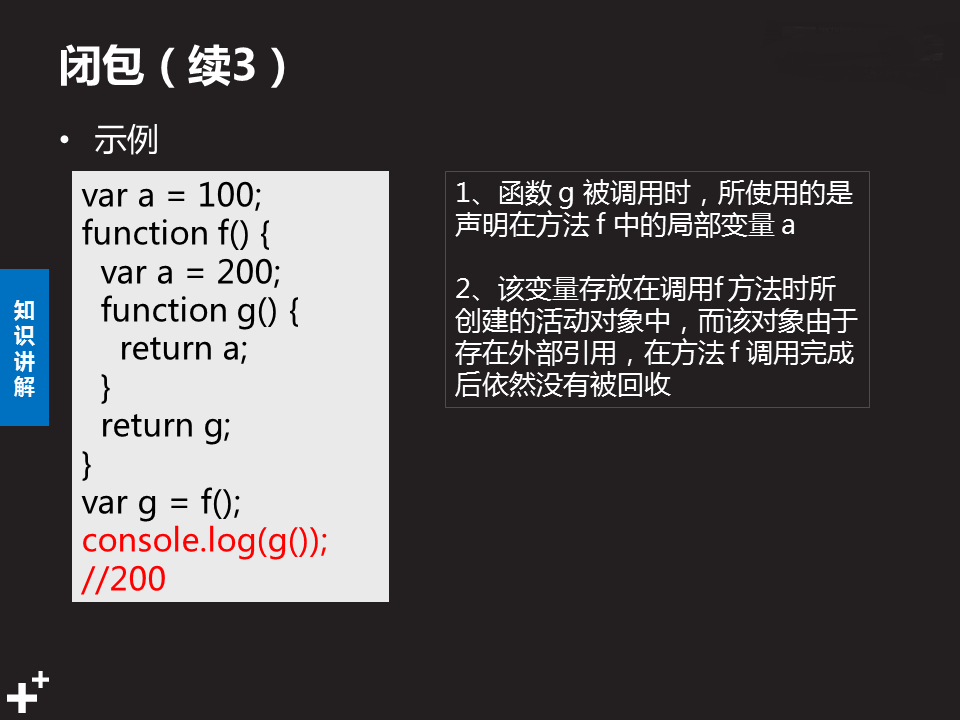 闭包（续3）
• 示例
var a = 100;
function f() {
  var a = 200;
  function g() {
    return a;
  }
  return g;
}
var g = f();
console.log(g());
//200
1、函数 g 被调用时，所使用的是
声明在方法 f 中的局部变量 a
2、该变量存放在调用f 方法时所
创建的活动对象中，而该对象由于
存在外部引用，在方法 f 调用完成
后依然没有被回收
知
识
讲
解